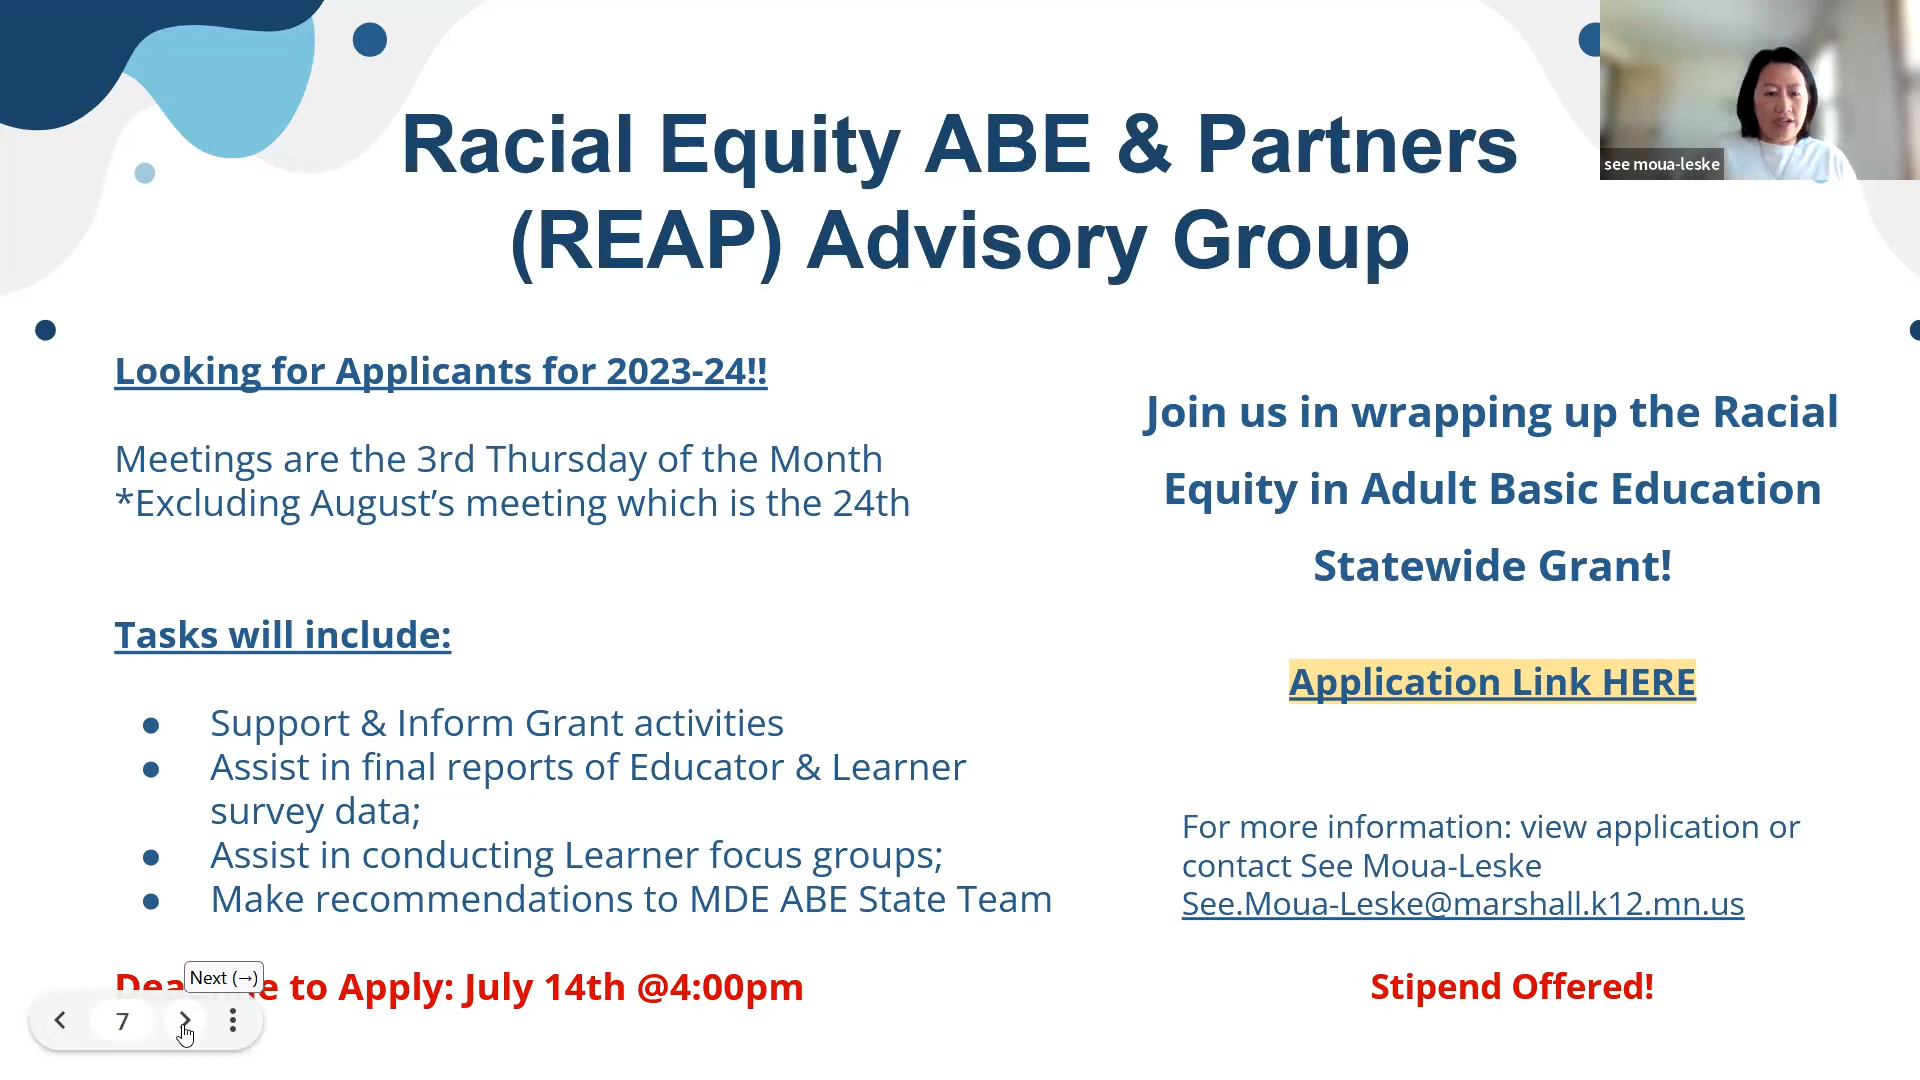 Racial Equity ABE & Partners
(REAP) Advisory Group
see moua-leske
Looking for Applicants for 2023-24!!
Meetings are the 3rd Thursday of the Month
*Excluding August’s meeting which is the 24th
Tasks will include:
● Support & Inform Grant activities
● Assist in final reports of Educator & Learner
survey data;
● Assist in conducting Learner focus groups;
● Make recommendations to MDE ABE State Team
to Apply: July 14th @4:00pm
Join us in wrapping up the Racial
Equity in Adult Basic Education
Statewide Grant!
Application Link HERE
For more information: view application or
contact See Moua-Leske
See.Moua-Leske@marshall.k12.mn.us
Stipend Offered!
Next (→)
7